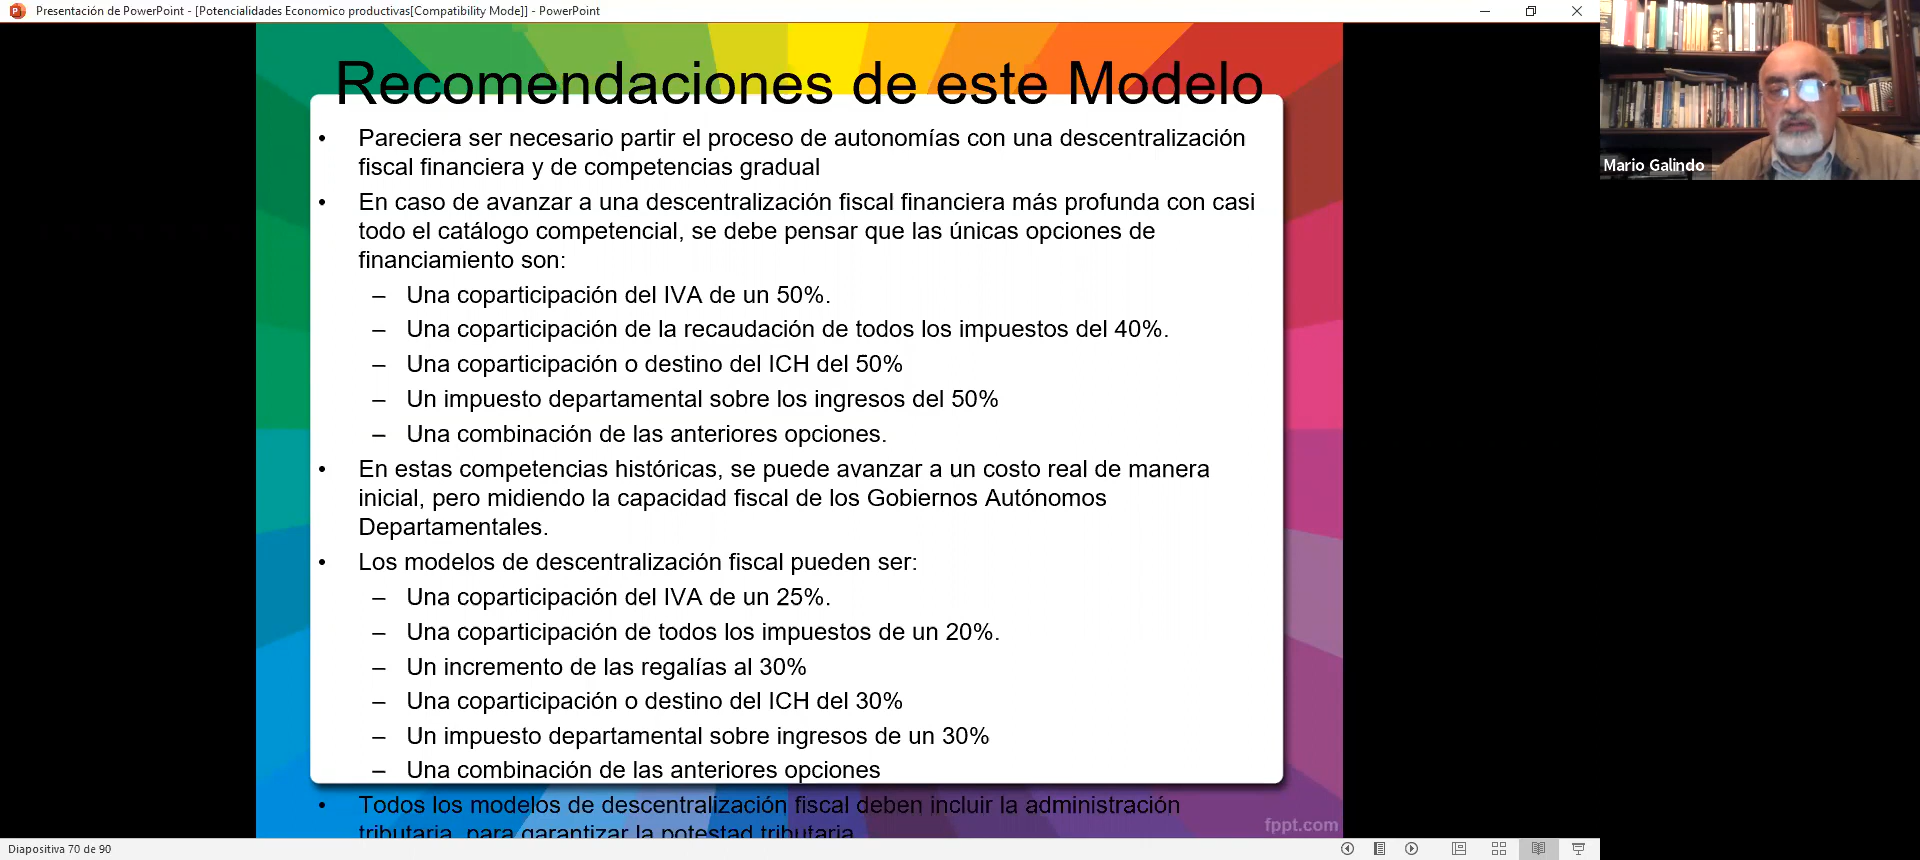 Presentación de PowerPoint - [Potencialidades Economico productivas[Compatibility Mode]] - PowerPoint
Recomendaciones de este Modelo
• Pareciera ser necesario partir el proceso de autonomías con una descentralización
fiscal financiera y de competencias gradual
• En caso de avanzar a una descentralización fiscal financiera más profunda con casi
todo el catálogo competencial, se debe pensar que las únicas opciones de
financiamiento son:
– Una coparticipación del IVA de un 50%.
– Una coparticipación de la recaudación de todos los impuestos del 40%.
– Una coparticipación o destino del ICH del 50%
– Un impuesto departamental sobre los ingresos del 50%
– Una combinación de las anteriores opciones.
• En estas competencias históricas, se puede avanzar a un costo real de manera
inicial, pero midiendo la capacidad fiscal de los Gobiernos Autónomos
Departamentales.
• Los modelos de descentralización fiscal pueden ser:
– Una coparticipación del IVA de un 25%.
– Una coparticipación de todos los impuestos de un 20%.
– Un incremento de las regalías al 30%
– Una coparticipación o destino del ICH del 30%
– Un impuesto departamental sobre ingresos de un 30%
– Una combinación de las anteriores opciones
• Todos los modelos de descentralización fiscal deben incluir la administración
tributaria, para garantizar la potestad tributaria
fppt.com
Mario Galindo
Diapositiva 70 de 90